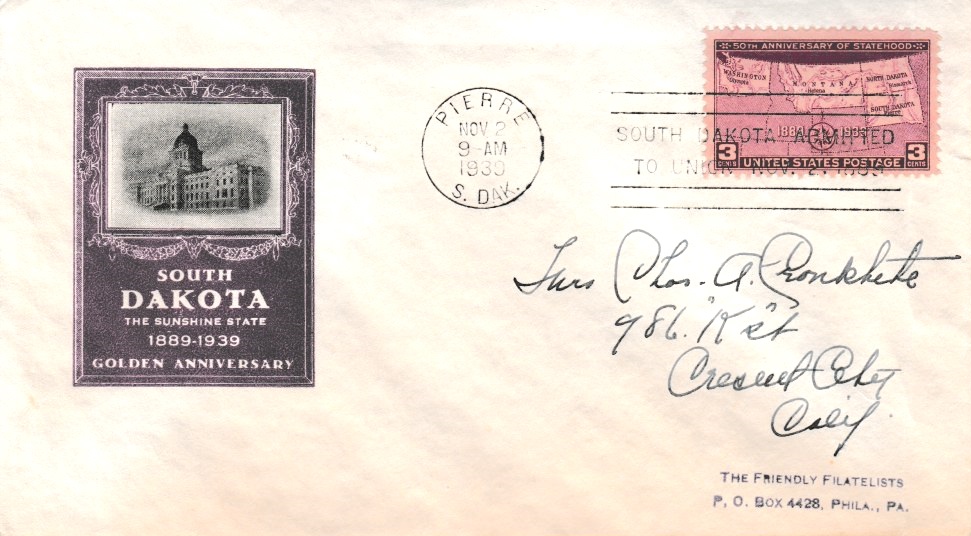 SOUTH
DAKOTA
THE SUNSHINE STATE
1889-1939
GOLDEN ANNIVERSARY
PIERRE
NOV 2
9-AM
1939
S. DAK.
50TH ANNIVERSARY OF STATEHOOD
WASHINGTON
MONTANA
NORTH DAKOTA
SOUTH DAKOTA
1889 1939
3 CENTS UNITED STATES POSTAGE 3 CENTS
SOUTH DAKOTA ADMITTED
TO UNION NOV. 2, 1889
Mrs Chas. A. Cronkhite
986 "K" St
Crescent City
Calif.
THE FRIENDLY FILATELISTS
P. O. BOX 4428, PHILA., PA.